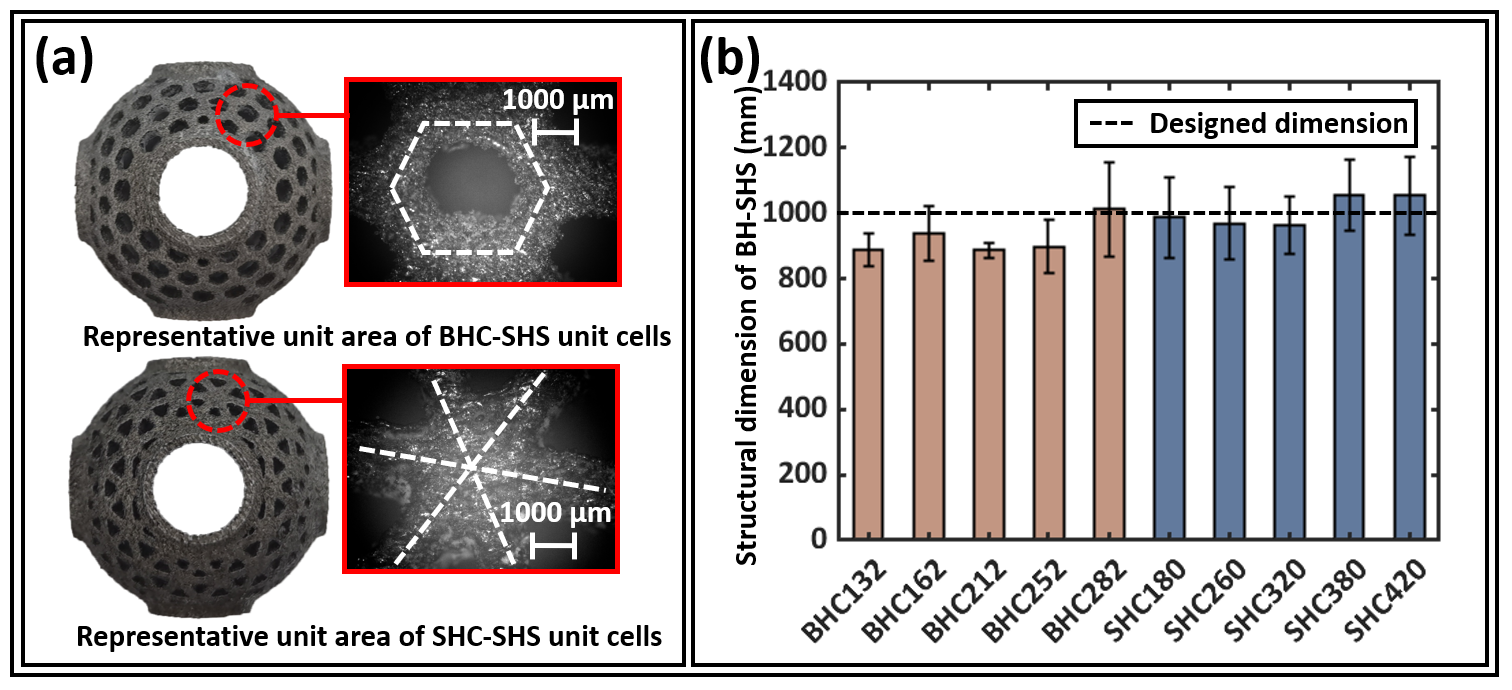 (a)
1000 µm
Representative unit area of BHC-SHS unit cells
1000 µm
Representative unit area of SHC-SHS unit cells
(b)
Structural dimension of BH-SHS (mm)
1400
1200
1000
800
600
400
200
0
Designed dimension
BHC132
BHC162
BHC212
BHC252
BHC282
SHC180
SHC260
SHC320
SHC380
SHC420